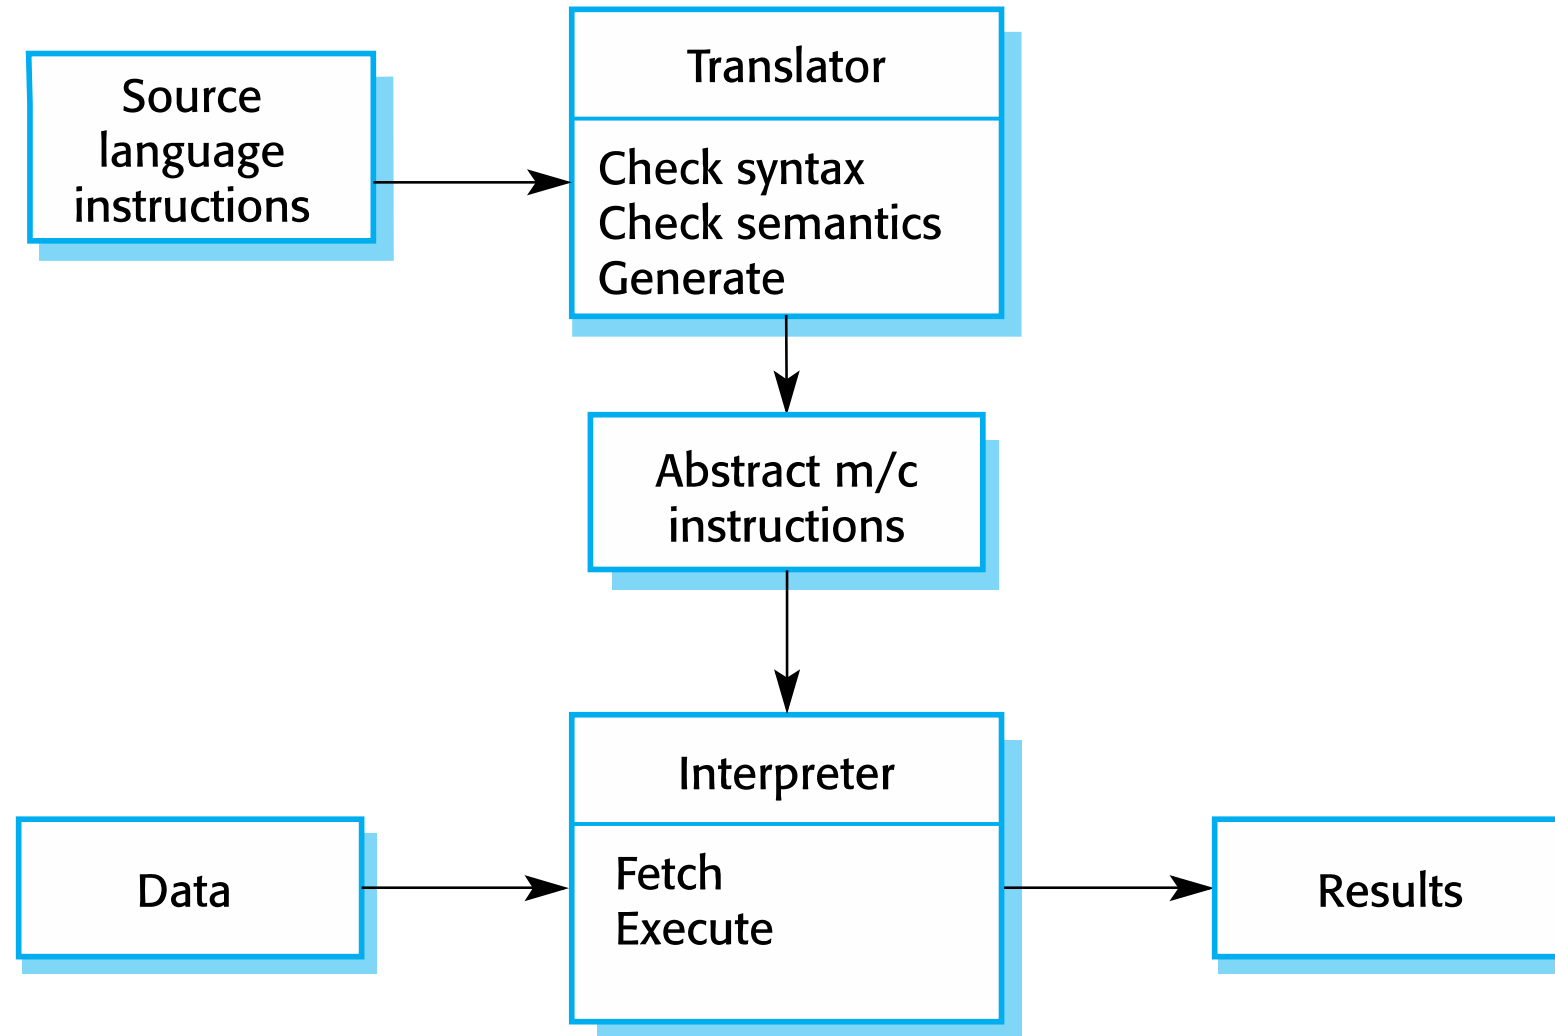 Source
language
instructions
Translator
Check syntax
Check semantics
Generate
Abstract m/c
instructions
Interpreter
Fetch
Execute
Data
Results